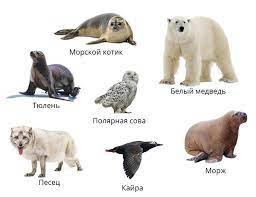 Морской котик
Белый медведь
Тюлень
Полярная сова
Песец
Кайра
Морж